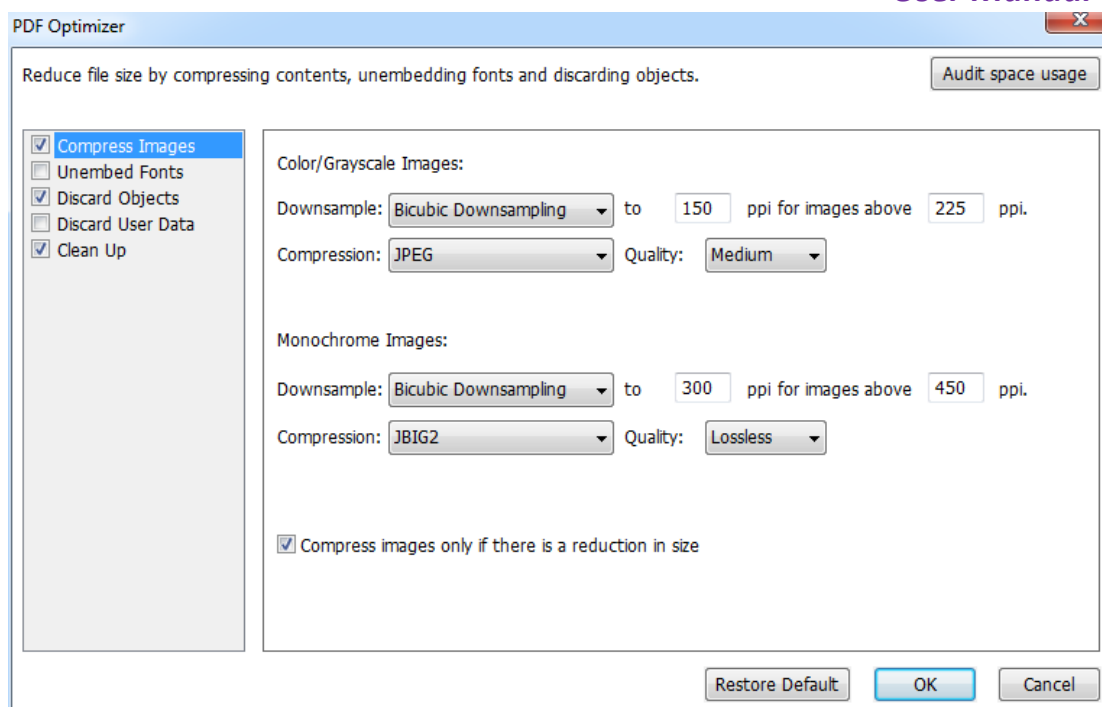 PDF Optimizer
Reduce file size by compressing contents, unembedding fonts and discarding objects. Audit space usage
Compress Images
Unembed Fonts
Discard Objects
Discard User Data
Clean Up
Color/Grayscale Images:
Downsample: Bicubic Downsampling to 150 ppi for images above 225 ppi.
Compression: JPEG Quality: Medium
Monochrome Images:
Downsample: Bicubic Downsampling to 300 ppi for images above 450 ppi.
Compression: JBIG2 Quality: Lossless
Compress images only if there is a reduction in size
Restore Default OK Cancel